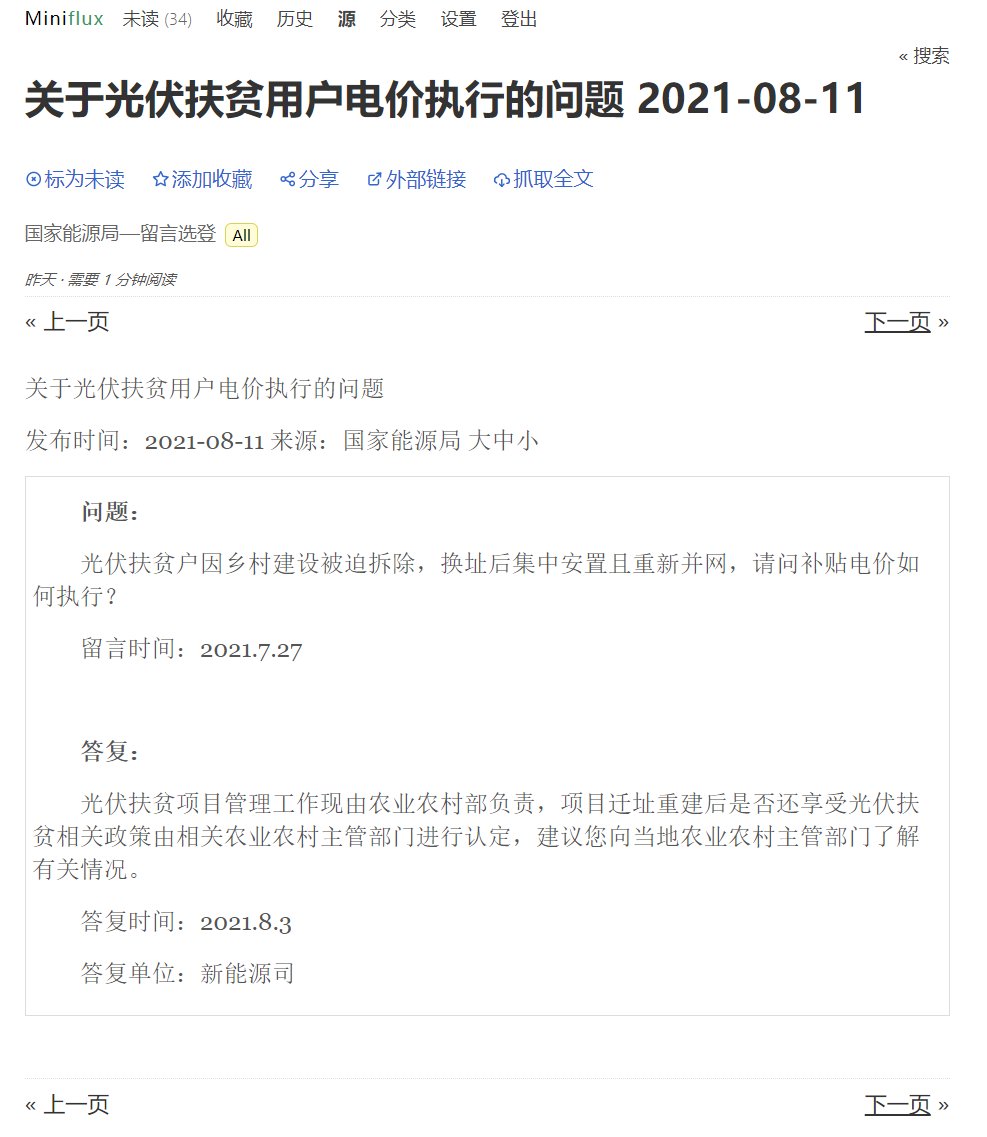 Miniflux 未读 (34) 收藏 历史 源 分类 设置 登出
« 搜索
关于光伏扶贫用户电价执行的问题 2021-08-11
标为未读 添加收藏 分享 外部链接 抓取全文
国家能源局—留言选登 All
昨天 · 需要 1 分钟阅读
« 上一页 下一页 »
关于光伏扶贫用户电价执行的问题
发布时间：2021-08-11 来源：国家能源局 大中小
问题：
光伏扶贫户因乡村建设被迫拆除，换址后集中安置且重新并网，请问补贴电价如
何执行？
留言时间：2021.7.27
答复：
光伏扶贫项目管理工作现由农业农村部负责，项目迁址重建后是否还享受光伏扶
贫相关政策由相关农业农村主管部门进行认定，建议您向当地农业农村主管部门了解
有关情况。
答复时间：2021.8.3
答复单位：新能源司
« 上一页 下一页 »